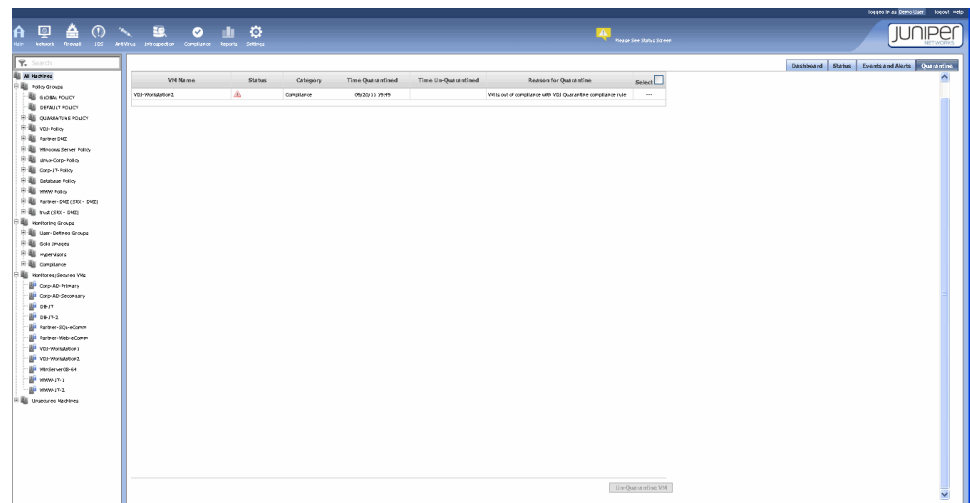 logged in as Demo User logout Help
Main Network Firewall IDS AntiVirus Introspection Compliance Reports Settings
Please See Status Screen
JUNIPER
NETWORKS
Search
Dashboard Status Events and Alerts Quarantine
All Machines
Policy Groups
GLOBAL POLICY
DEFAULT POLICY
QUARANTINE POLICY
VDI-Policy
Partner DMZ
Windows Server Policy
Linux-Corp-Policy
Corp-IT-Policy
Database Policy
WWW Policy
Partner-DMZ (SRX - DMZ)
trust (SRX - DMZ)
Monitoring Groups
User-Defined Groups
Gold Images
Hypervisors
Compliance
Monitored/Secured VMs
Corp-AD-Primary
Corp-AD-Secondary
DB-IT
DB-IT-2
Partner-SQL-eComm
Partner-Web-eComm
VDI-Workstation1
VDI-Workstation2
WinServer08-64
WWW-IT-1
WWW-IT-2
Unsecured Machines
VM Name Status Category Time Quarantined Time Un-Quarantined Reason for Quarantine Select
VDI-Workstation2 Compliance VM is out of compliance with VDI Quarantine compliance rule ---
Un-Quarantine VM